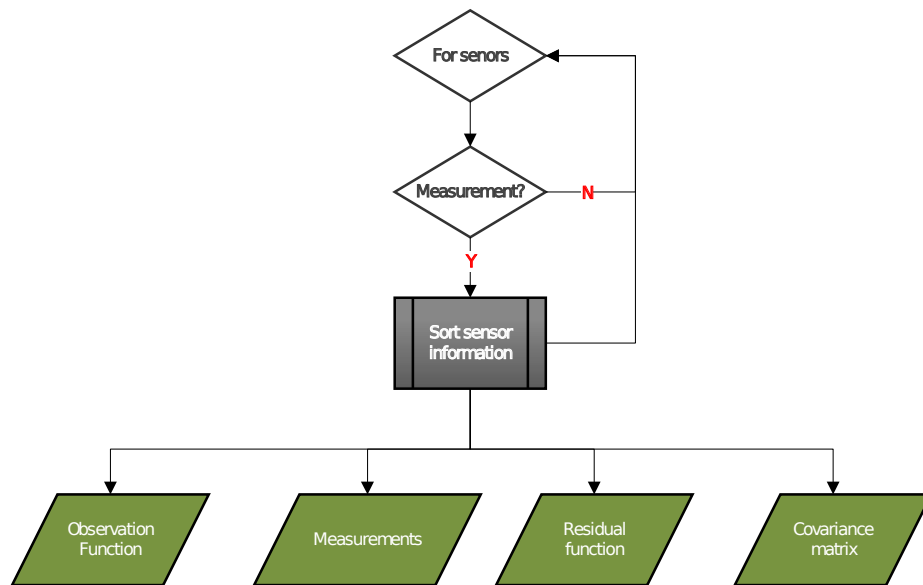 For senors
Measurement?
N
Y
Sort sensor
information
Observation
Function
Measurements
Residual
function
Covariance
matrix